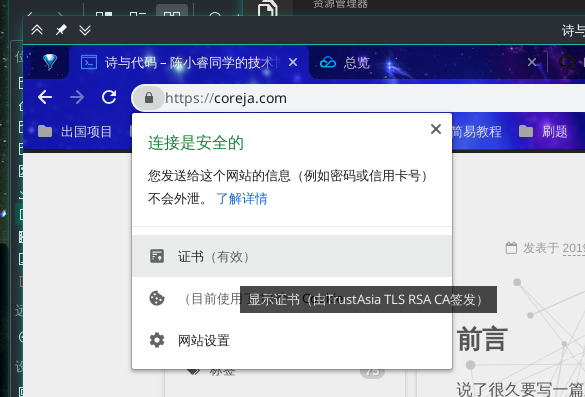 资源管理器
诗与
诗与代码 – 陈小睿同学的技术
总览
https://coreja.com
出国项目
简易教程
刷题
连接是安全的
您发送给这个网站的信息（例如密码或信用卡号）
不会外泄。 了解详情
证书（有效）
发表于 2019
（目前使用
显示证书（由TrustAsia TLS RSA CA签发）
网站设置
前言
标签
75
说了很久要写一篇